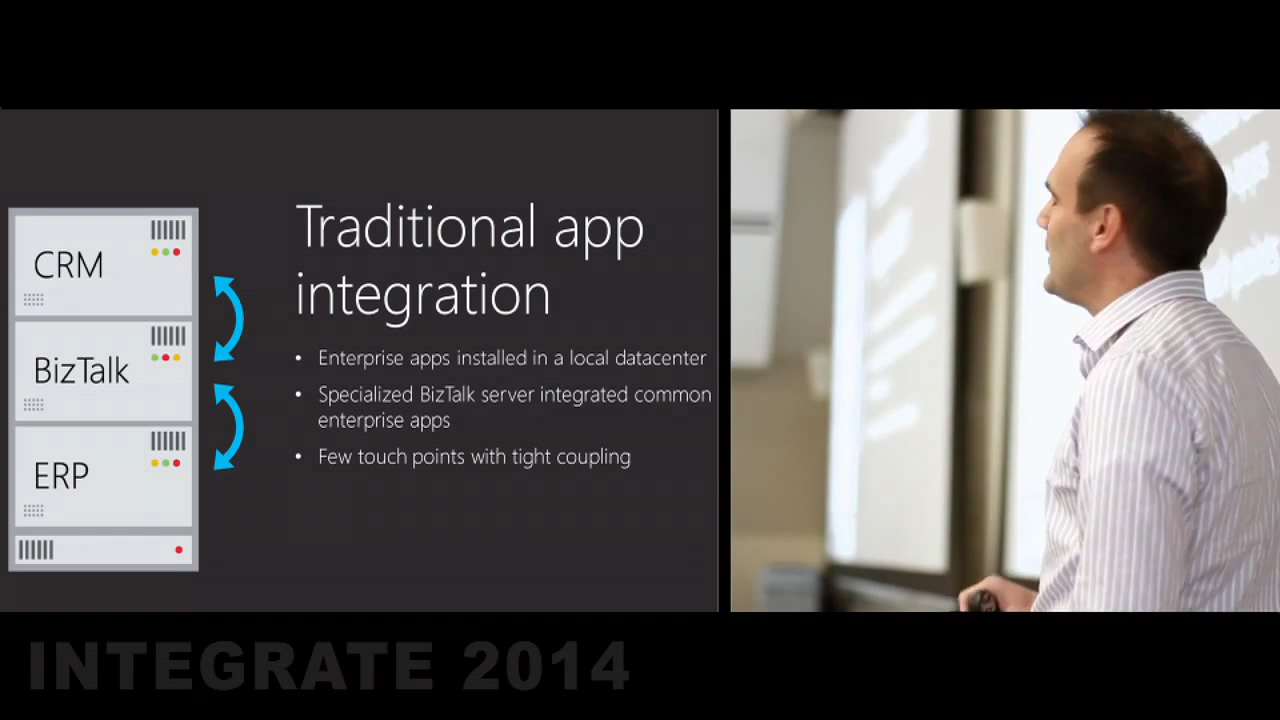 CRM
BizTalk
ERP
Traditional app
integration
• Enterprise apps installed in a local datacenter
• Specialized BizTalk server integrated common
enterprise apps
• Few touch points with tight coupling
INTEGRATE 2014